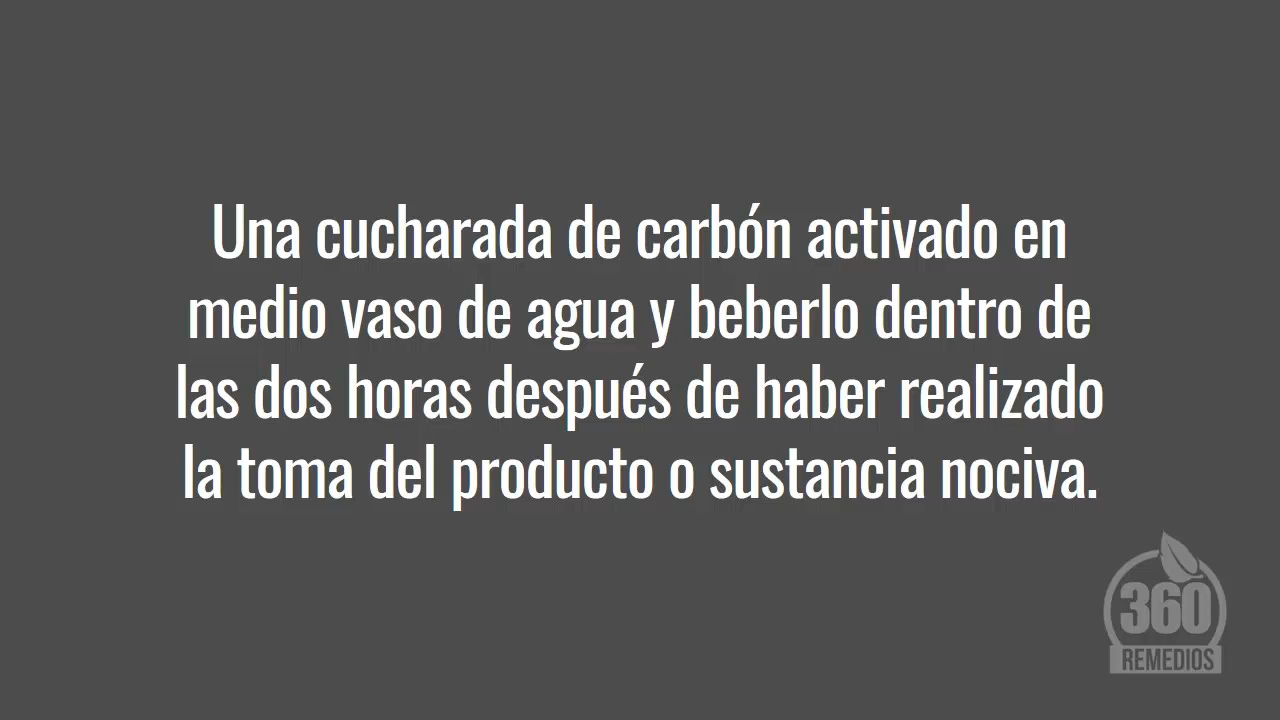 Una cucharada de carbón activado en
medio vaso de agua y beberlo dentro de
las dos horas después de haber realizado
la toma del producto o sustancia nociva.
360
REMEDIOS